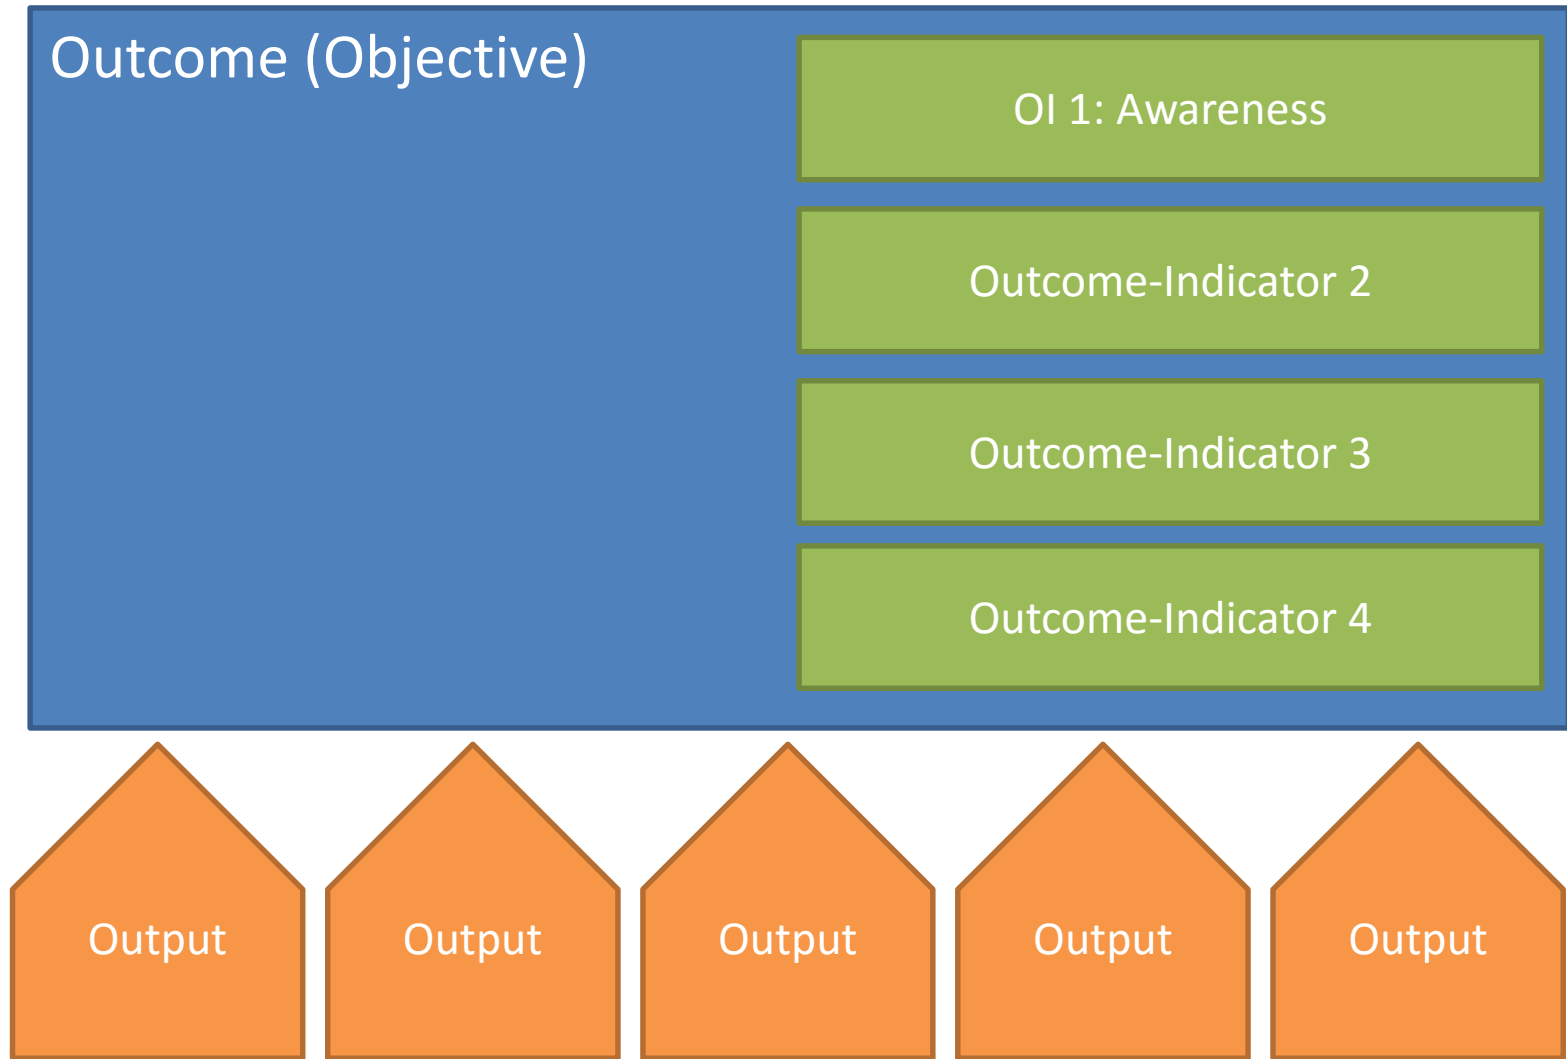 Outcome (Objective)
OI 1: Awareness
Outcome-Indicator 2
Outcome-Indicator 3
Outcome-Indicator 4
Output
Output
Output
Output
Output